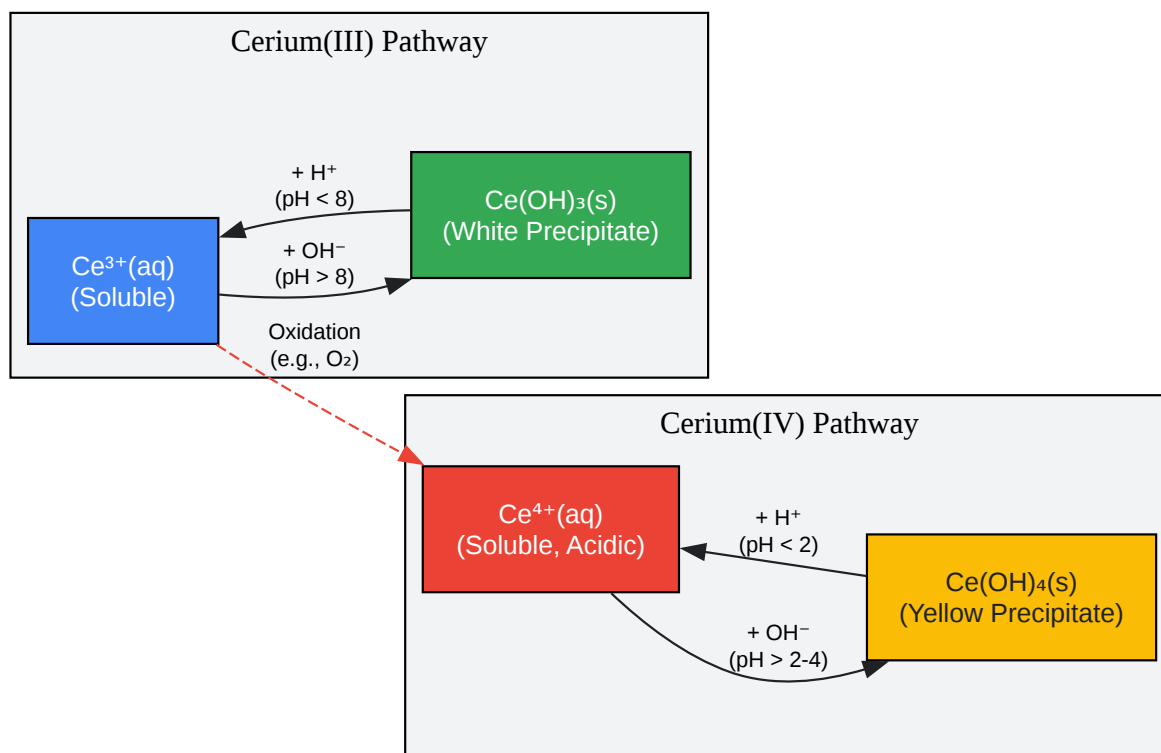 Cerium(III) Pathway
+ H⁺
(pH < 8)
Ce(OH)₃(s)
(White Precipitate)
Ce³⁺(aq)
(Soluble)
+ OH⁻
(pH > 8)
Oxidation
(e.g., O₂)
Cerium(IV) Pathway
Ce⁴⁺(aq)
(Soluble, Acidic)
+ H⁺
(pH < 2)
Ce(OH)₄(s)
(Yellow Precipitate)
+ OH⁻
(pH > 2-4)